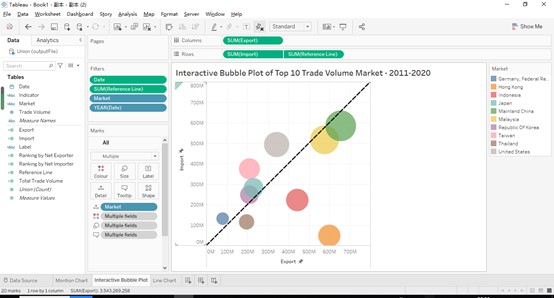 Tableau - Book1 - 副本 - 副本 (2)
File Data Worksheet Dashboard Story Analysis Map Format Server Window Help
Standard
Show Me
Data Analytics
Union (outputFile)
Search
Tables
Date
Indicator
Market
Trade Volume
Measure Names
Export
Import
Label
Ranking by Net Exporter
Ranking by Net Importer
Reference Line
Total Trade Volume
Union (Count)
Measure Values
Pages
Filters
Date
SUM(Reference Line)
Market
YEAR(Date)
Marks
All
Multiple
Colour Size Label
Detail Tooltip Shape
Market
Multiple fields
Multiple fields
Multiple fields
Columns SUM(Export)
Rows SUM(Import) SUM(Reference Line)
Interactive Bubble Plot of Top 10 Trade Volume Market - 2011-2020
800M
700M
600M
500M
400M
300M
200M
100M
0M
Import
0M 100M 200M 300M 400M 500M 600M 700M
Export
Market
Germany, Federal Re..
Hong Kong
Indonesia
Japan
Mainland China
Malaysia
Republic Of Korea
Taiwan
Thailand
United States
Data Source Mention Chart Interactive Bubble Plot Line Chart
20 marks 1 row by 1 column SUM(Export): 3,543,289,258